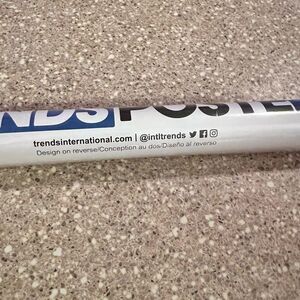 NDS POSTE
trendsinternational.com | @intltrends
Design on reverse/Conception au dos/Diseño al reverso